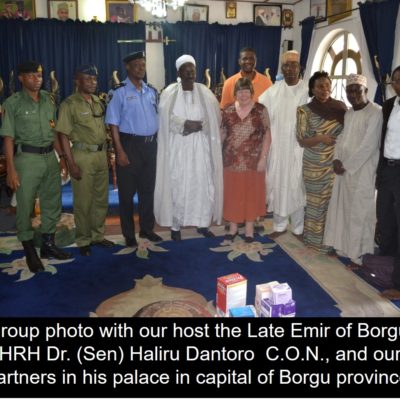 roup photo with our host the Late Emir of Borgu
HRH Dr. (Sen) Haliru Dantoro C.O.N., and our
artners in his palace in capital of Borgu province